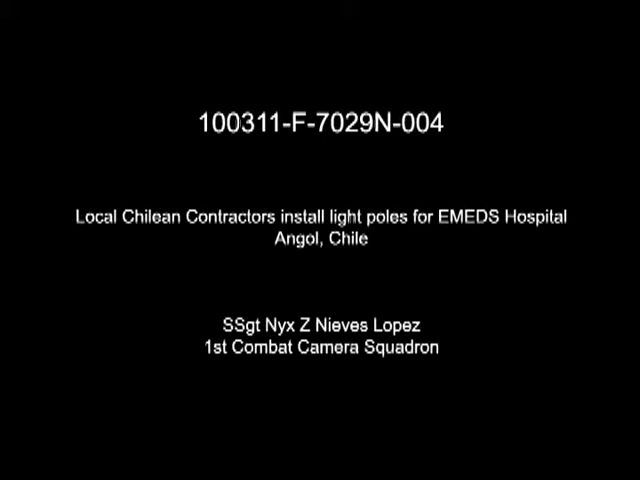 100311-F-7029N-004
Local Chilean Contractors install light poles for EMEDS Hospital
Angol, Chile
SSgt Nyx Z Nieves Lopez
1st Combat Camera Squadron